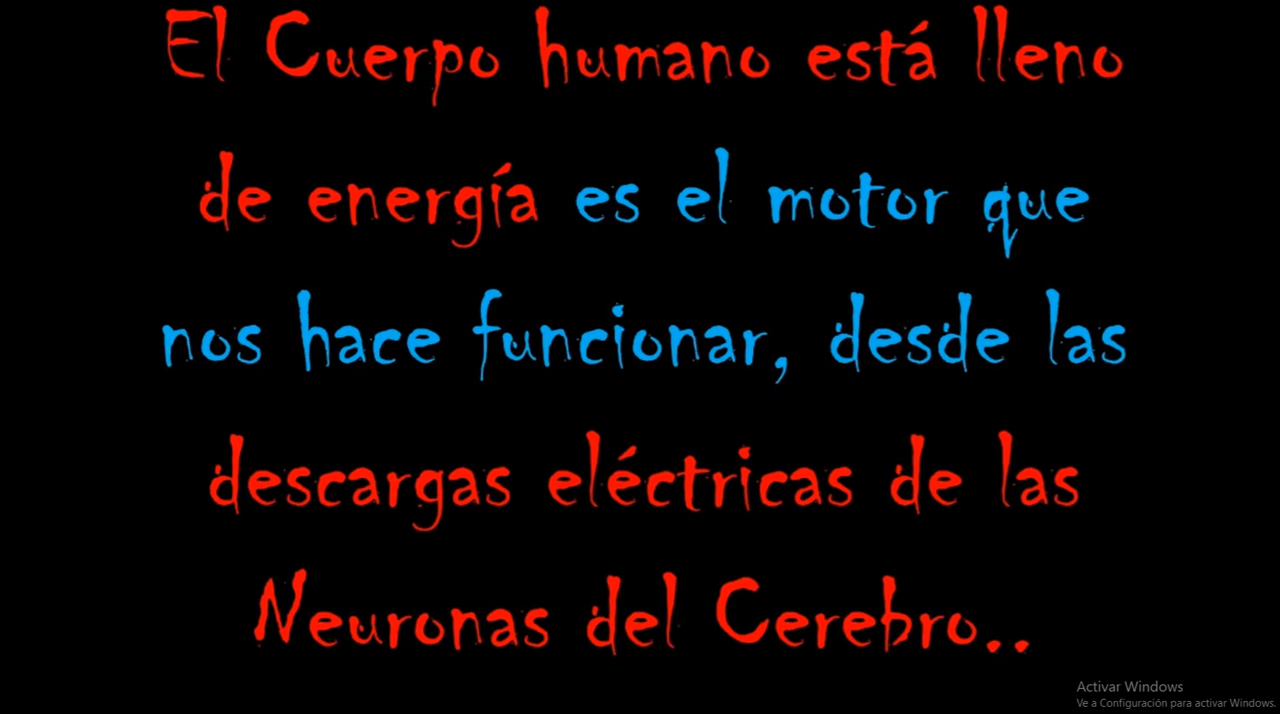 El Cuerpo humano está lleno
de energía es el motor que
nos hace funcionar, desde las
descargas eléctricas de las
Neuronas del Cerebro..
Activar Windows
Ve a Configuración para activar Windows.